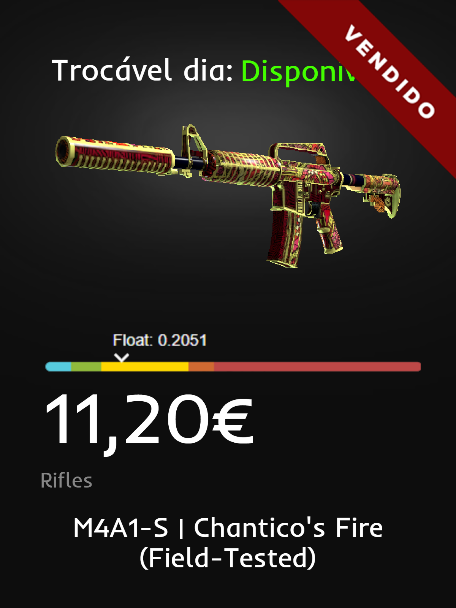 VENDIDO
Trocável dia:
Float: 0.2051
11,20€
Rifles
M4A1-S | Chantico's Fire
(Field-Tested)